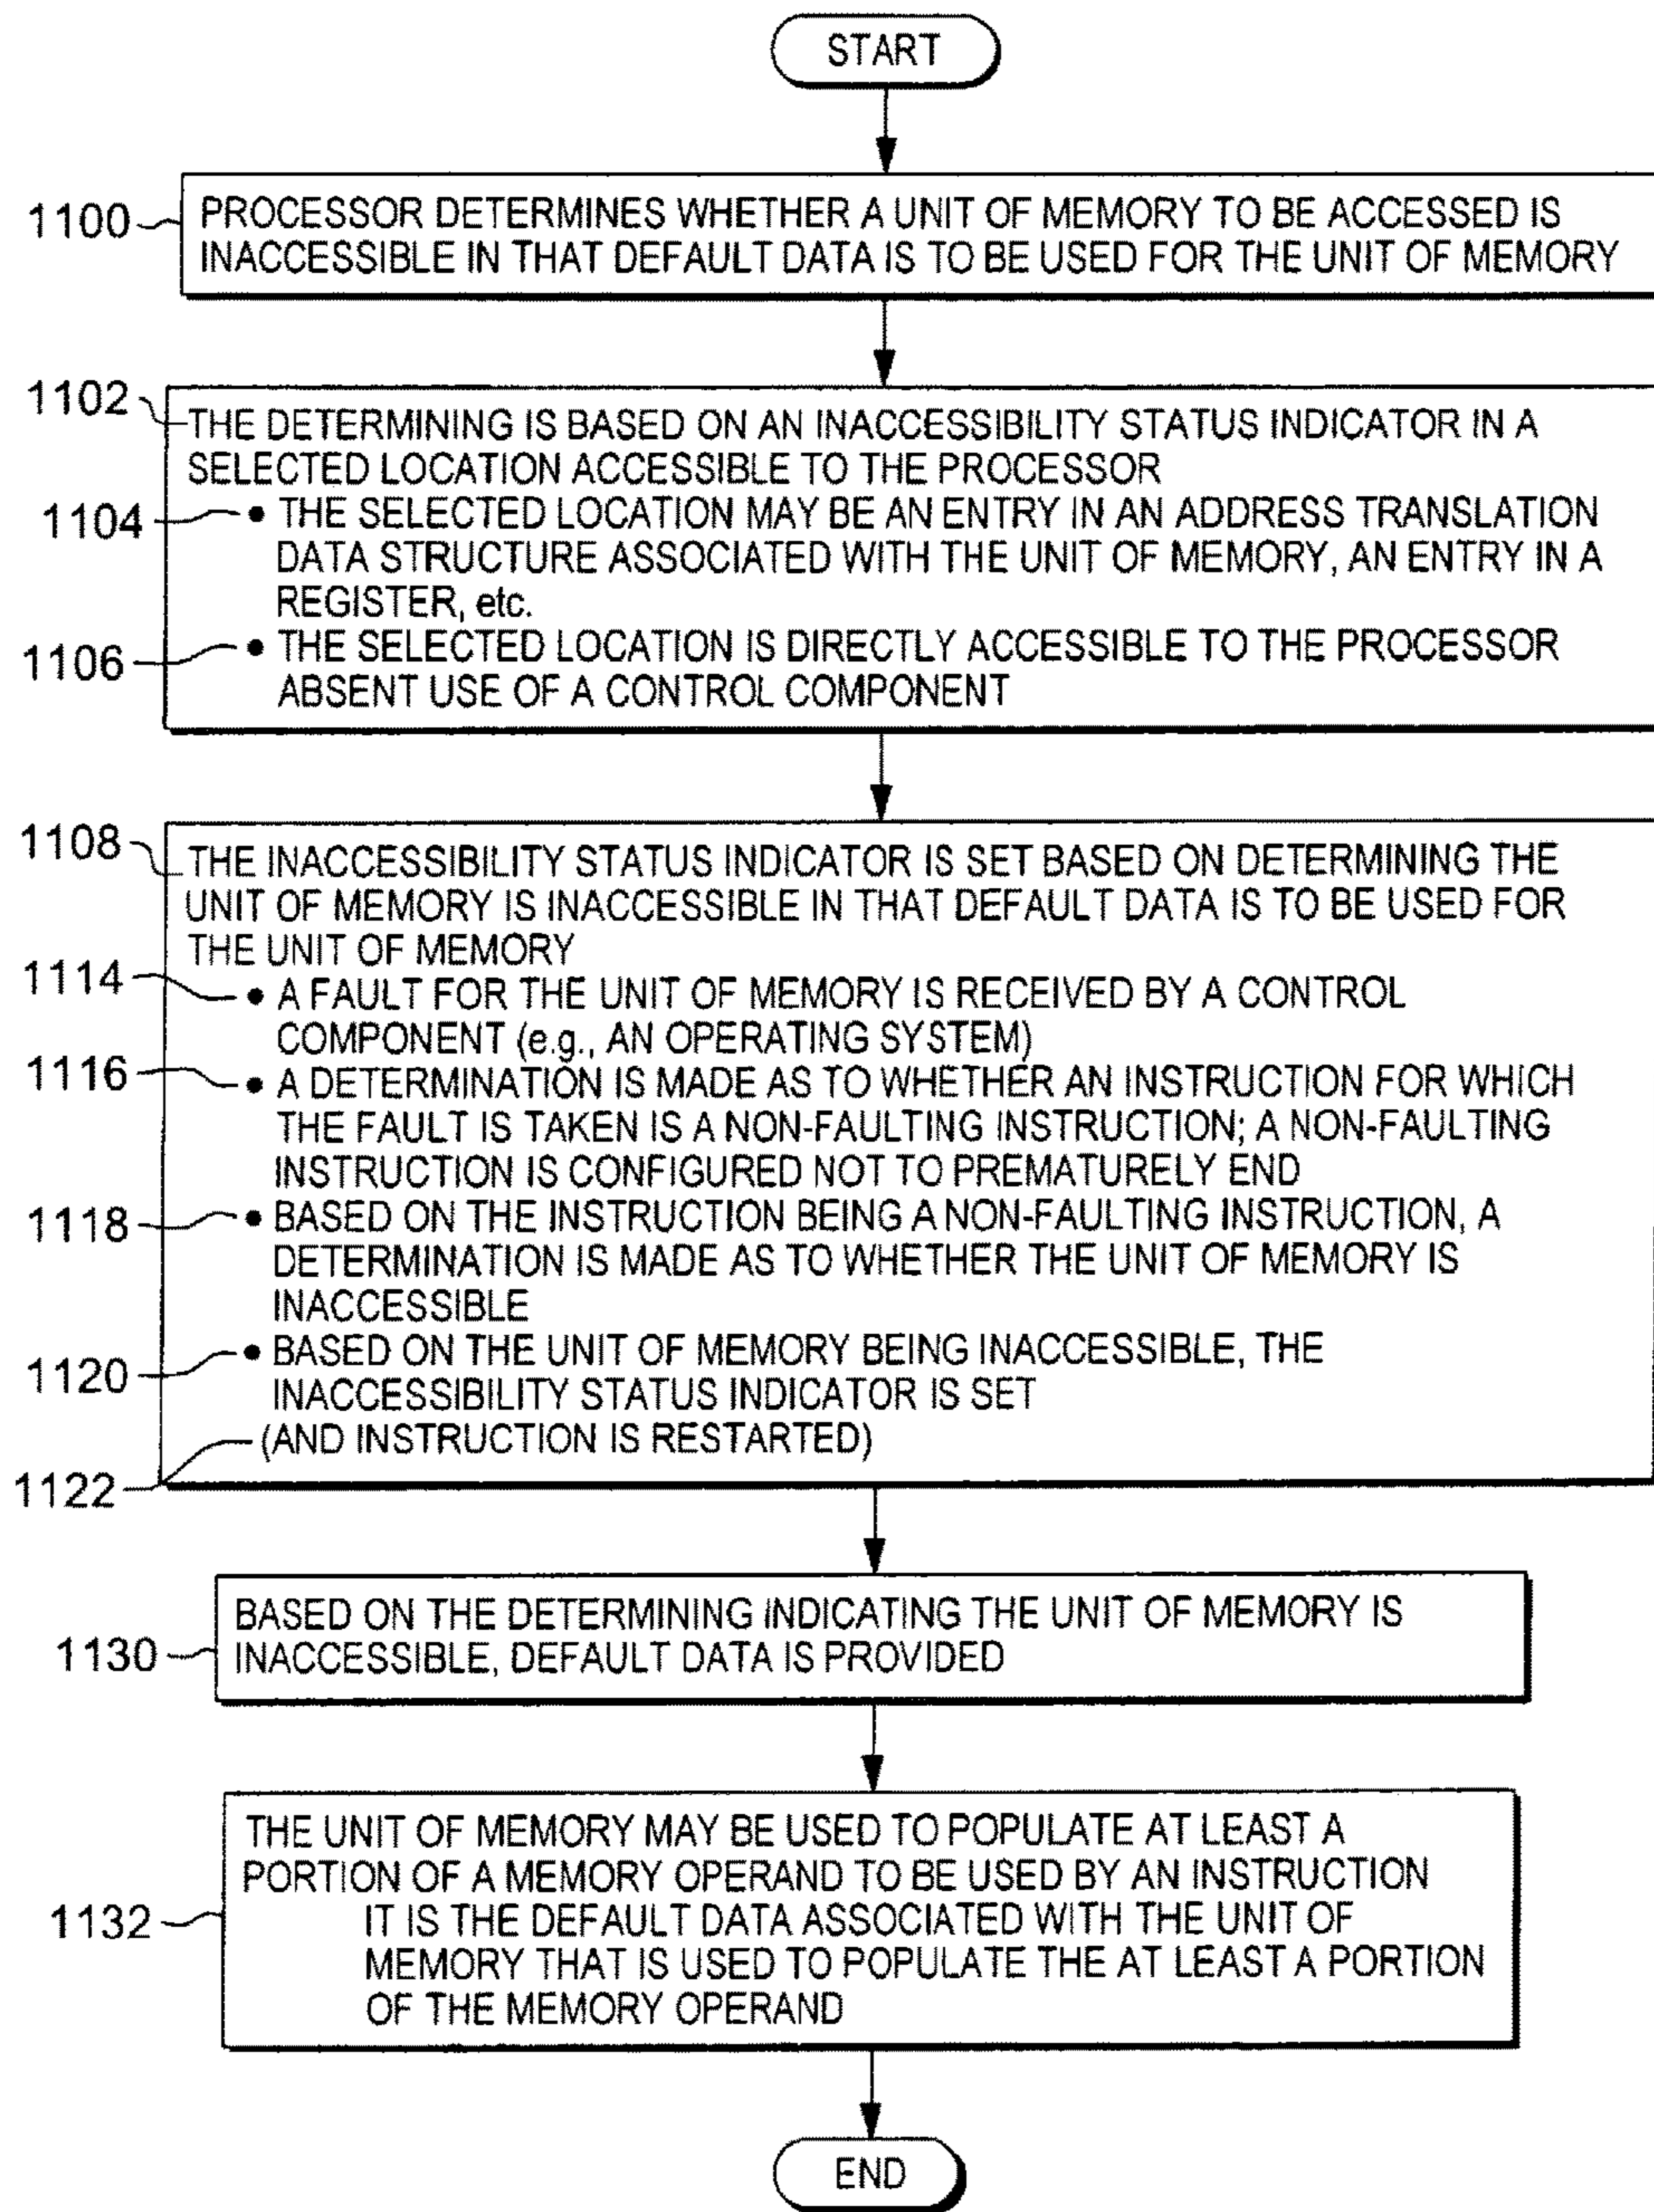 START
1100 PROCESSOR DETERMINES WHETHER A UNIT OF MEMORY TO BE ACCESSED IS
INACCESSIBLE IN THAT DEFAULT DATA IS TO BE USED FOR THE UNIT OF MEMORY
1102 THE DETERMINING IS BASED ON AN INACCESSIBILITY STATUS INDICATOR IN A
SELECTED LOCATION ACCESSIBLE TO THE PROCESSOR
1104 • THE SELECTED LOCATION MAY BE AN ENTRY IN AN ADDRESS TRANSLATION
DATA STRUCTURE ASSOCIATED WITH THE UNIT OF MEMORY, AN ENTRY IN A
REGISTER, etc.
1106 • THE SELECTED LOCATION IS DIRECTLY ACCESSIBLE TO THE PROCESSOR
ABSENT USE OF A CONTROL COMPONENT
1108 THE INACCESSIBILITY STATUS INDICATOR IS SET BASED ON DETERMINING THE
UNIT OF MEMORY IS INACCESSIBLE IN THAT DEFAULT DATA IS TO BE USED FOR
THE UNIT OF MEMORY
1114 • A FAULT FOR THE UNIT OF MEMORY IS RECEIVED BY A CONTROL
COMPONENT (e.g., AN OPERATING SYSTEM)
1116 • A DETERMINATION IS MADE AS TO WHETHER AN INSTRUCTION FOR WHICH
THE FAULT IS TAKEN IS A NON-FAULTING INSTRUCTION; A NON-FAULTING
INSTRUCTION IS CONFIGURED NOT TO PREMATURELY END
1118 • BASED ON THE INSTRUCTION BEING A NON-FAULTING INSTRUCTION, A
DETERMINATION IS MADE AS TO WHETHER THE UNIT OF MEMORY IS
INACCESSIBLE
1120 • BASED ON THE UNIT OF MEMORY BEING INACCESSIBLE, THE
INACCESSIBILITY STATUS INDICATOR IS SET
1122 (AND INSTRUCTION IS RESTARTED)
1130 BASED ON THE DETERMINING INDICATING THE UNIT OF MEMORY IS
INACCESSIBLE, DEFAULT DATA IS PROVIDED
1132 THE UNIT OF MEMORY MAY BE USED TO POPULATE AT LEAST A
PORTION OF A MEMORY OPERAND TO BE USED BY AN INSTRUCTION
IT IS THE DEFAULT DATA ASSOCIATED WITH THE UNIT OF
MEMORY THAT IS USED TO POPULATE THE AT LEAST A PORTION
OF THE MEMORY OPERAND
END